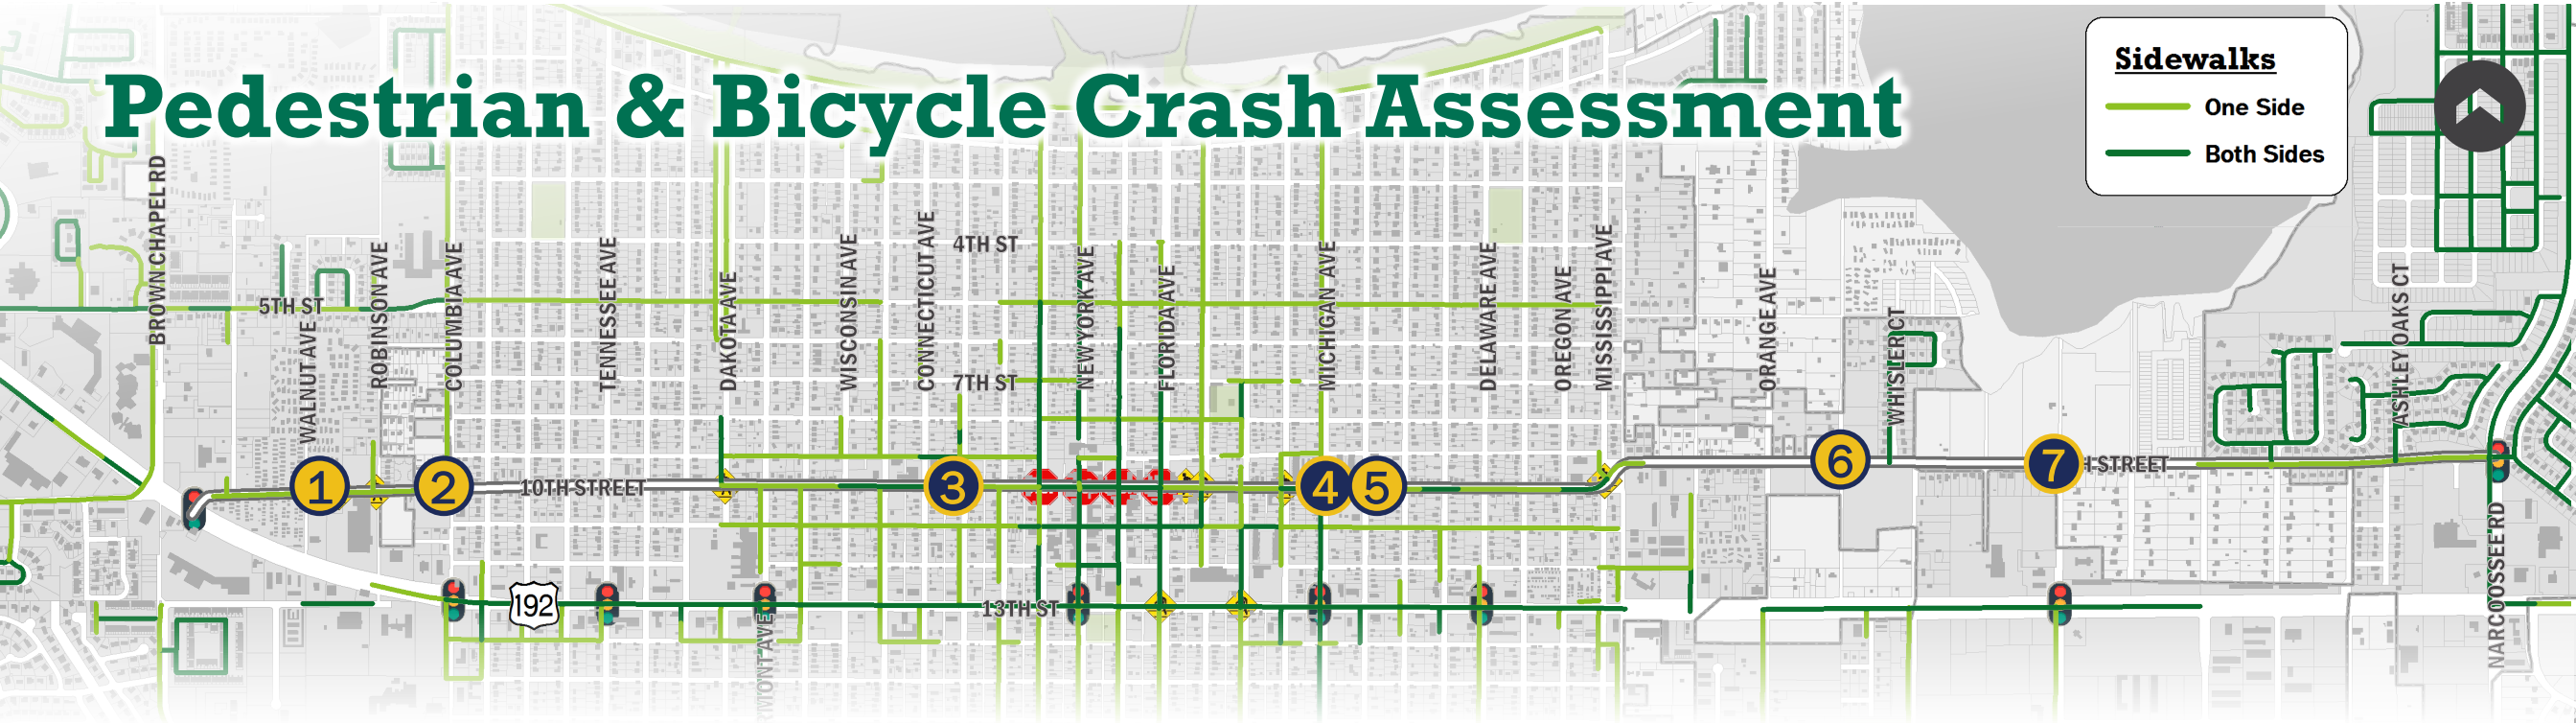 Pedestrian & Bicycle Crash Assessment
Sidewalks
One Side
Both Sides
BROWN CHAPEL RD
5TH ST
WALNUT AVE
ROBINSON AVE
COLUMBIA AVE
TENNESSEE AVE
DAKOTA AVE
WISCONSIN AVE
CONNECTICUT AVE
4TH ST
7TH ST
NEW YORK AVE
FLORIDA AVE
MICHIGAN AVE
DELAWARE AVE
OREGON AVE
MISSISSIPPI AVE
ORANGE AVE
WHISLER CT
ASHLEY OAKS CT
1
2
10TH STREET
3
4
5
6
7
STREET
192
13TH ST
MONT AVE
NARCOOSSEE RD